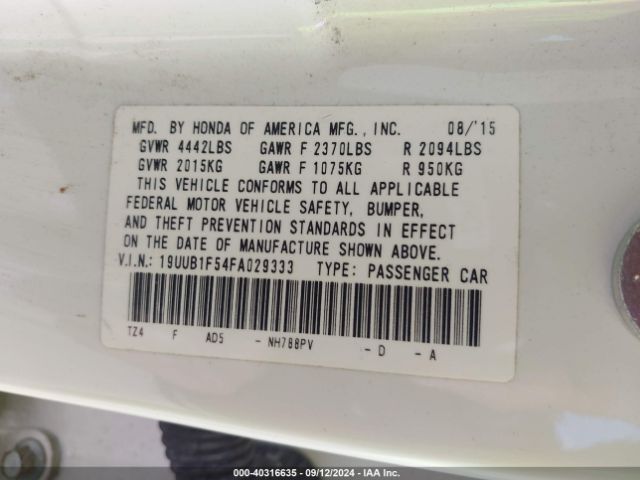 MFD. BY HONDA OF AMERICA MFG., INC. 08/'15
GVWR 4442LBS GAWR F 2370LBS R 2094LBS
GVWR 2015KG GAWR F 1075KG R 950KG
THIS VEHICLE CONFORMS TO ALL APPLICABLE
FEDERAL MOTOR VEHICLE SAFETY, BUMPER,
AND THEFT PREVENTION STANDARDS IN EFFECT
ON THE DATE OF MANUFACTURE SHOWN ABOVE.
V.I.N.: 19UUB1F54FA029333 TYPE: PASSENGER CAR
TZ4 F AD5 - NH788PV - D - A
000-40316635 - 09/12/2024 - IAA Inc.